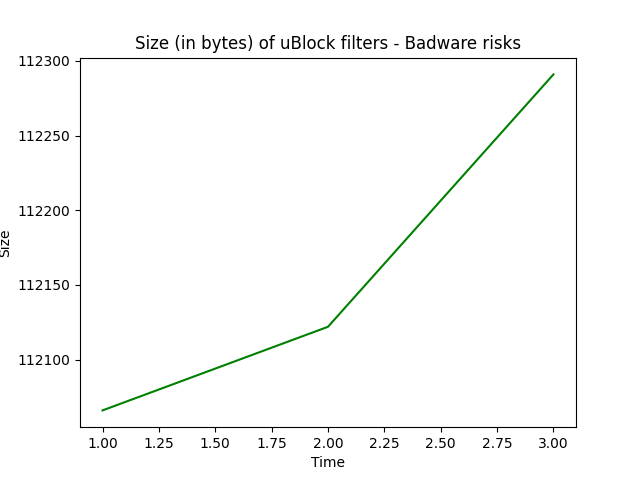 Size (in bytes) of uBlock filters - Badware risks
112300
112250
112200
112150
112100
Size
1.00 1.25 1.50 1.75 2.00 2.25 2.50 2.75 3.00
Time